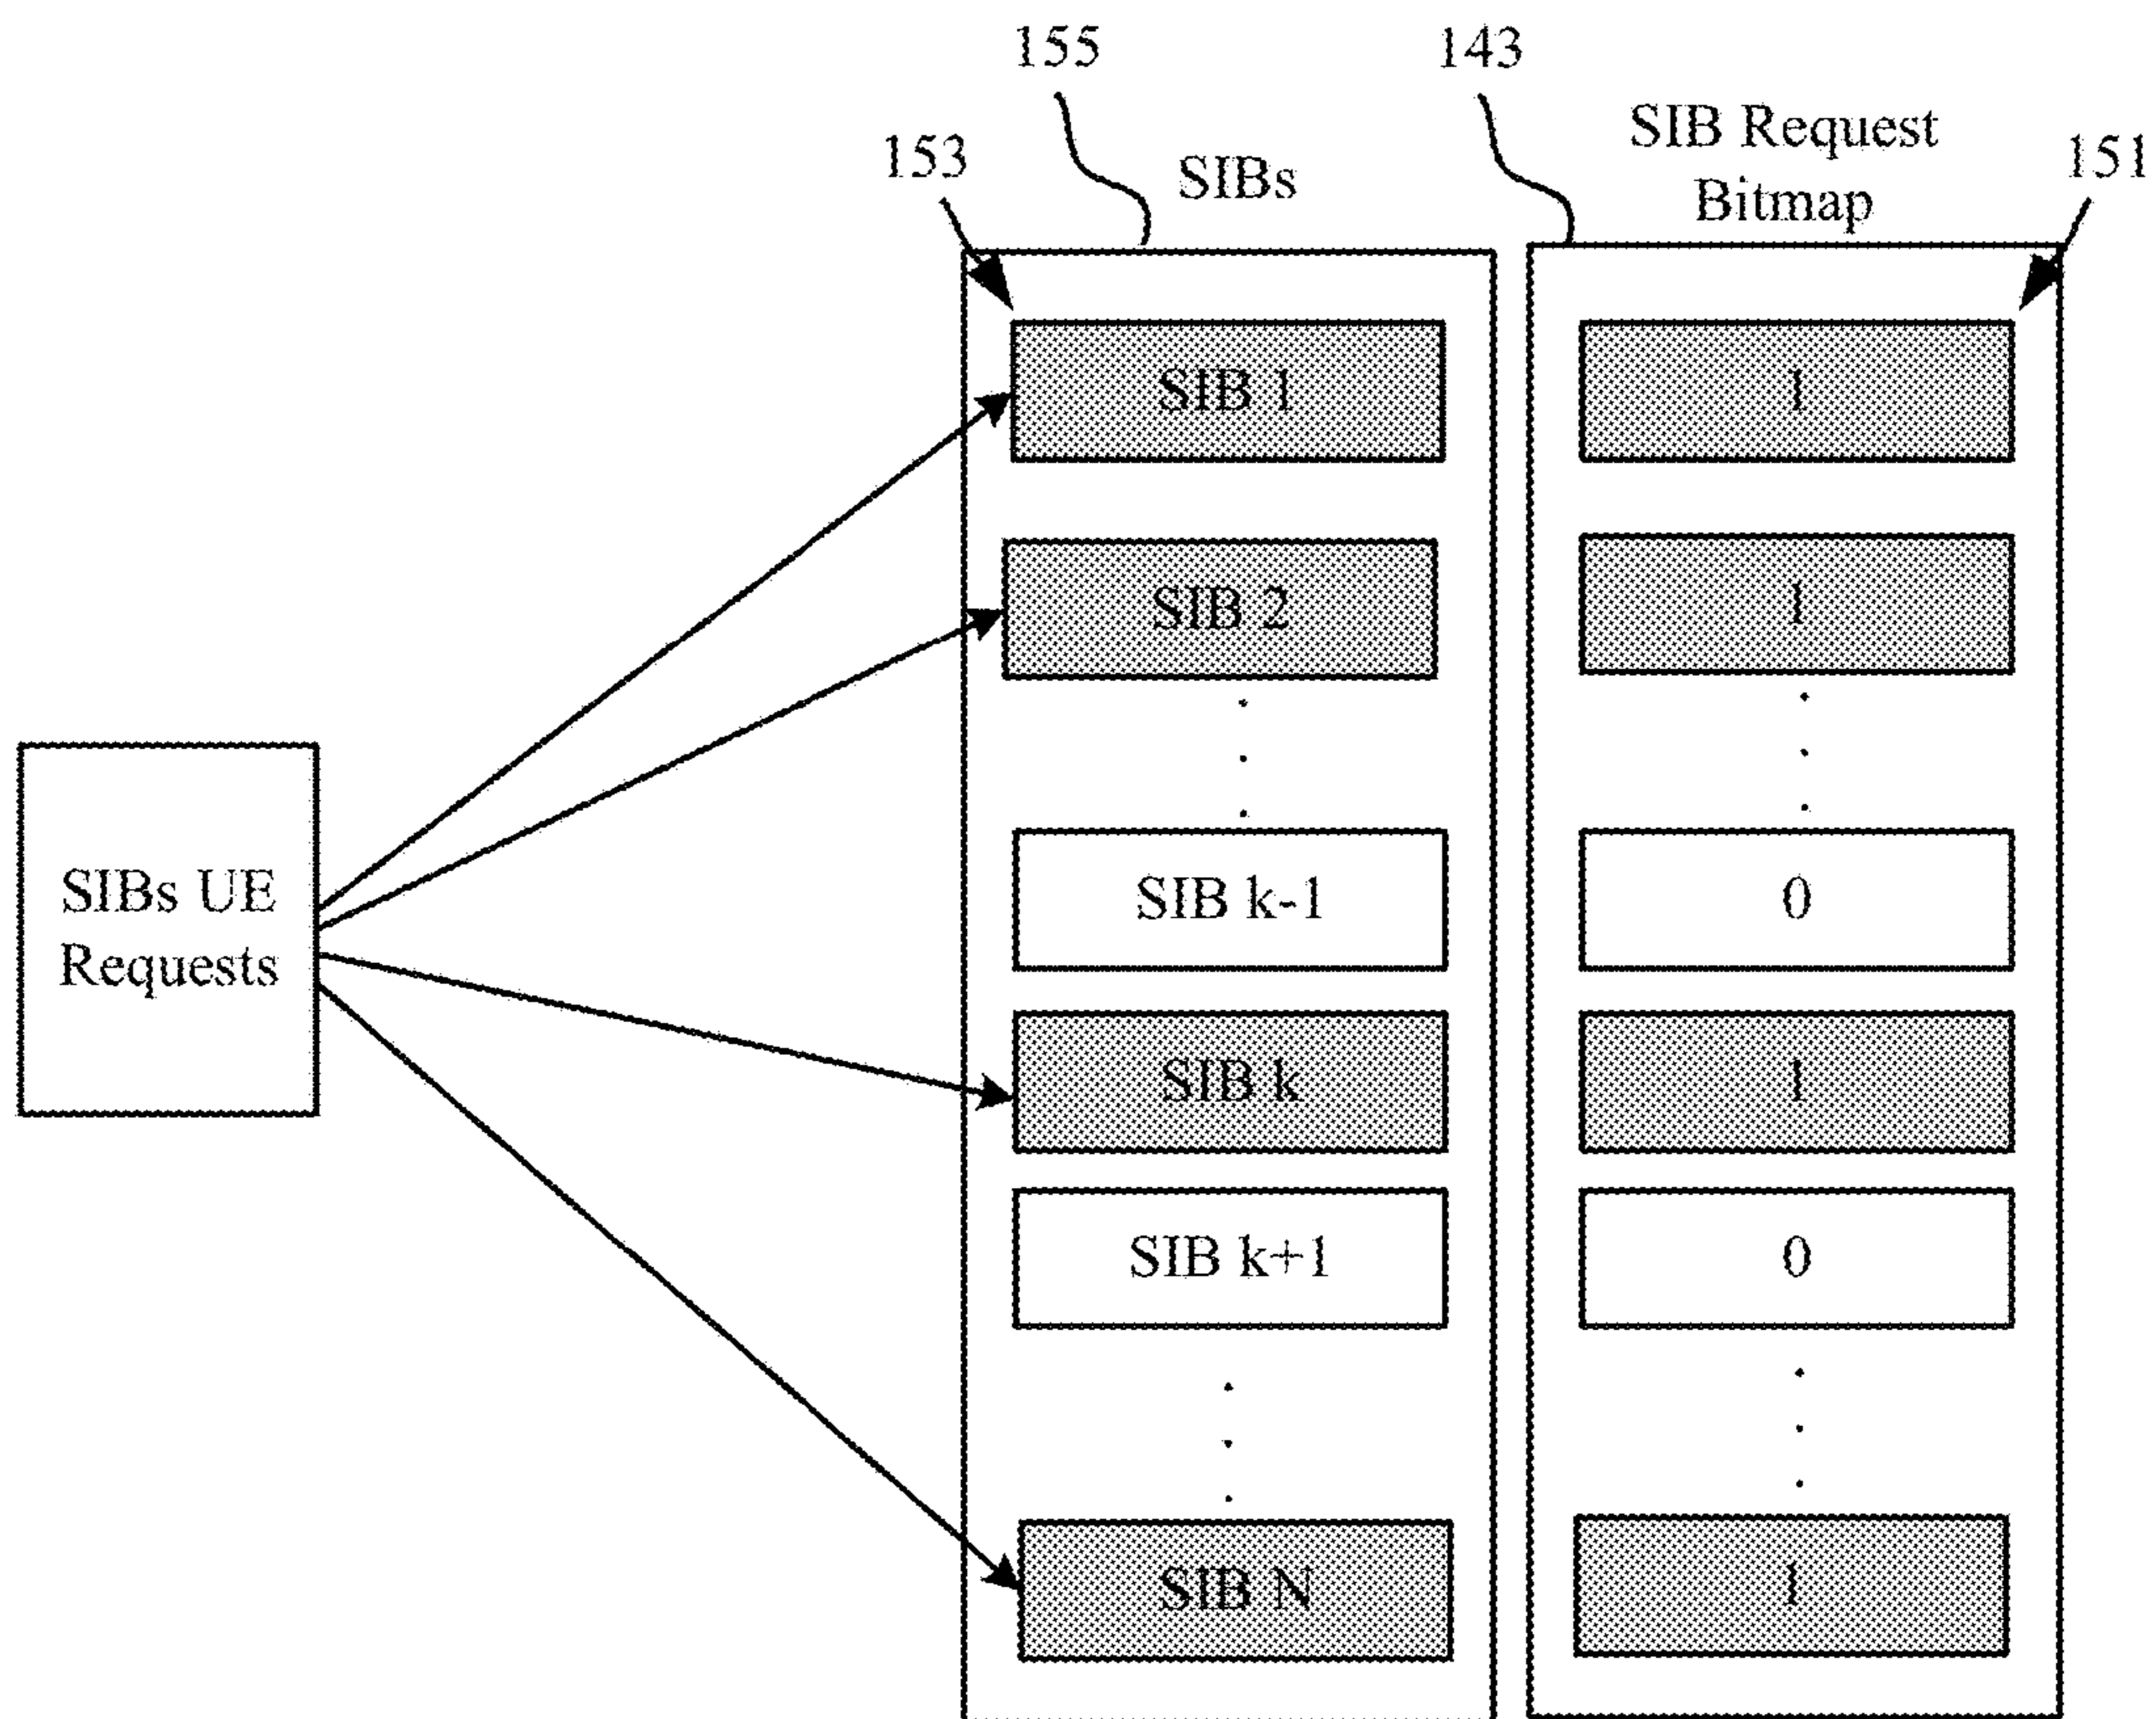 155
143
SIB Request
Bitmap
151
153
SIBs
SIB 1
1
SIB 2
1
SIBs UE
Requests
SIB k-1
0
SIB k
1
SIB k+1
0
SIB N
1